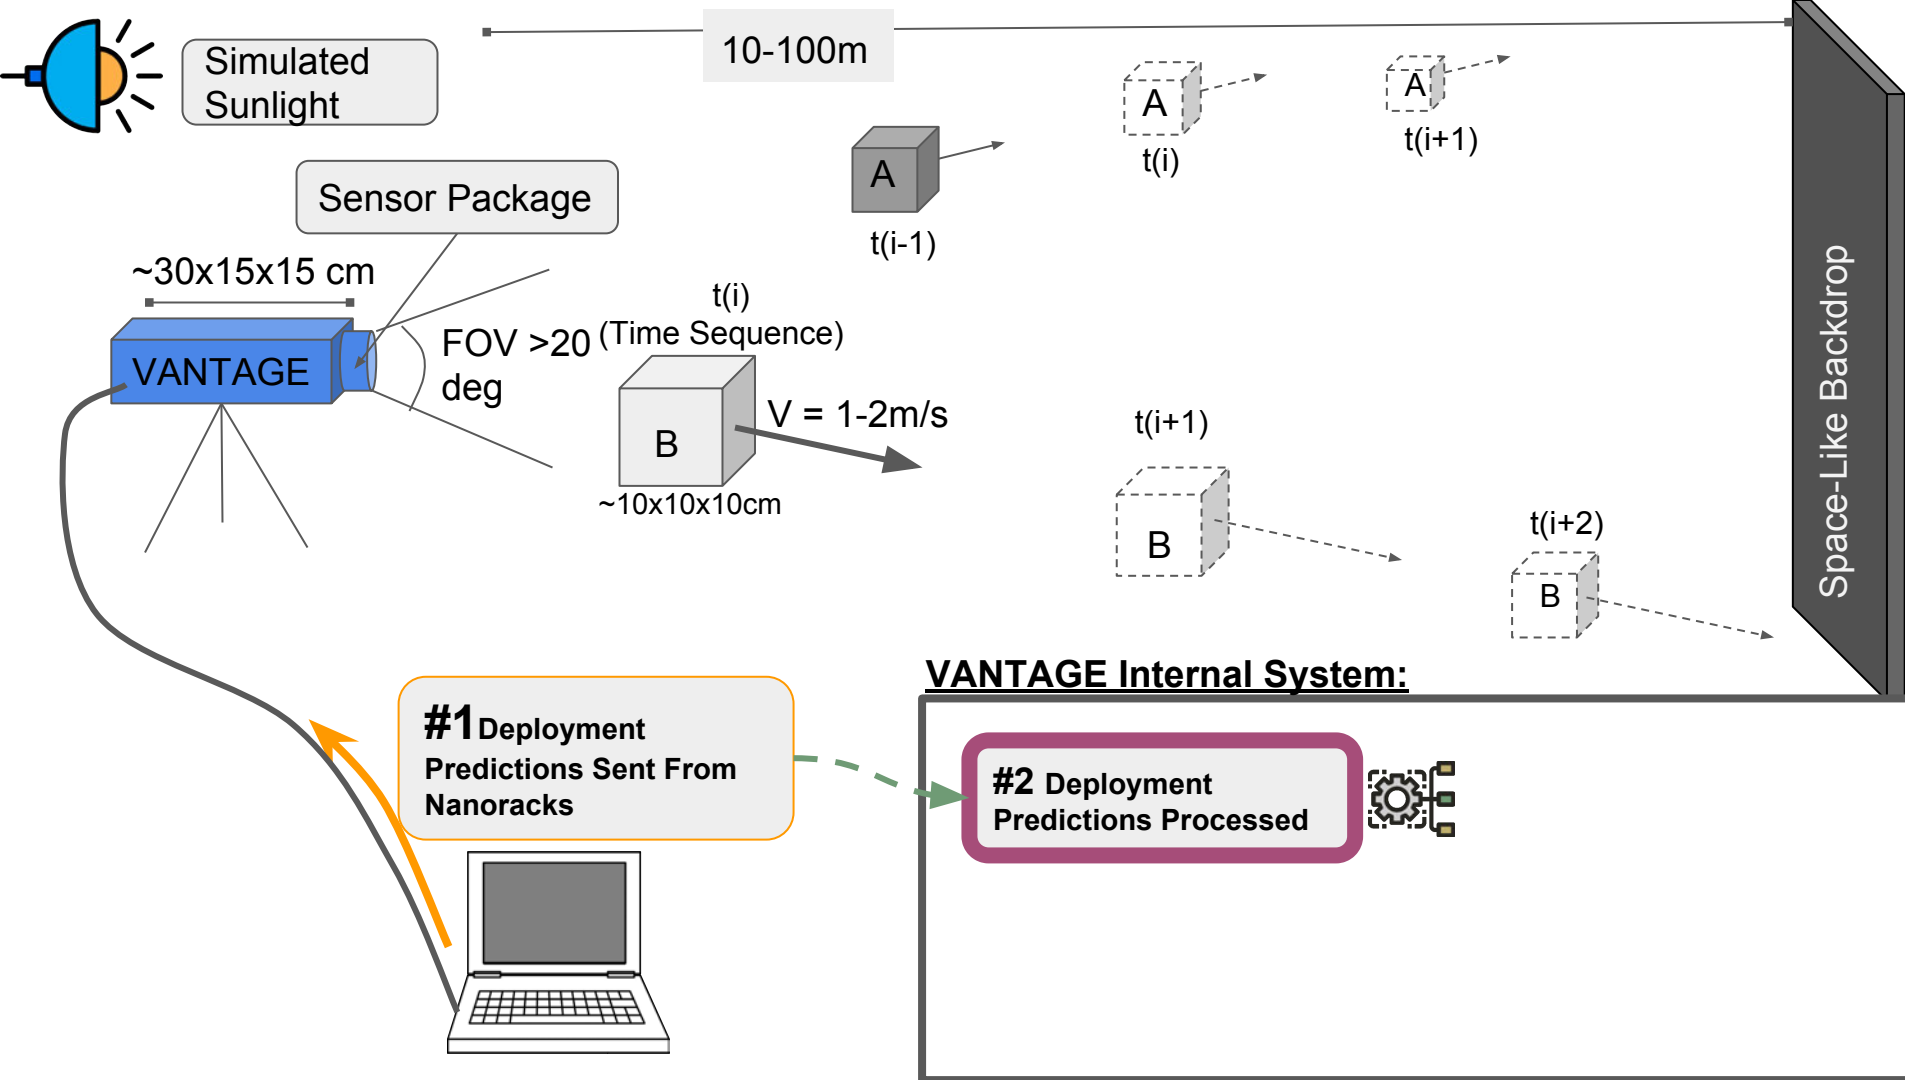 Simulated
Sunlight
10-100m
A
t(i-1)
A
t(i)
A
t(i+1)
Sensor Package
~30x15x15 cm
VANTAGE
FOV >20
deg
t(i)
(Time Sequence)
B
~10x10x10cm
V = 1-2m/s
t(i+1)
B
t(i+2)
B
Space-Like Backdrop
#1 Deployment
Predictions Sent From
Nanoracks
VANTAGE Internal System:
#2 Deployment
Predictions Processed